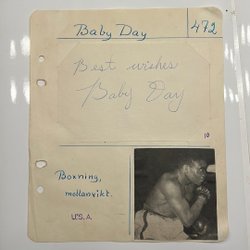 Baby Day
472
Best wishes
Baby Day
10
Boxning,
mellanvikt.
U.S.A.